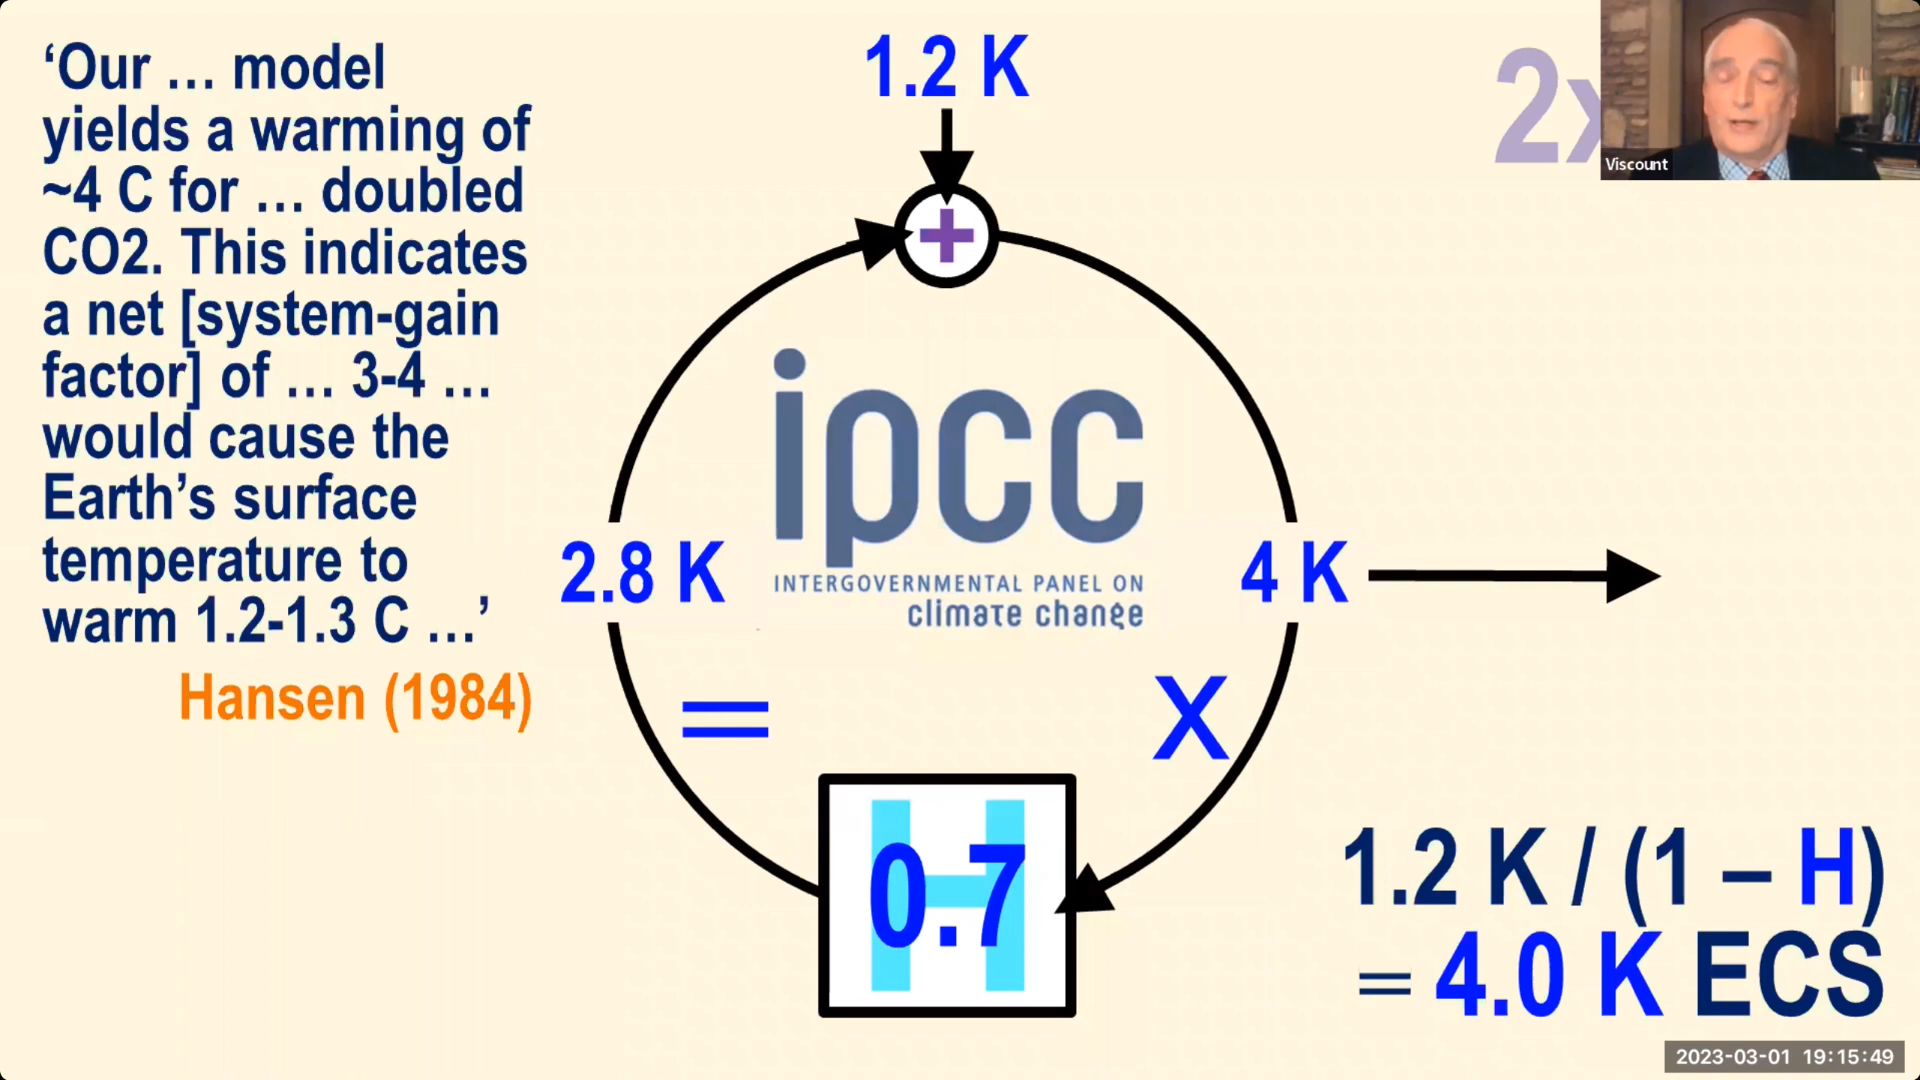 ‘Our … model
yields a warming of
~4 C for … doubled
CO2. This indicates
a net [system-gain
factor] of … 3-4 …
would cause the
Earth’s surface
temperature to
warm 1.2-1.3 C …’
Hansen (1984)
1.2 K
+
2x
Viscount
ipcc
INTERGOVERNMENTAL PANEL ON
climate change
2.8 K
4 K
=
X
H
0.7
1.2 K / (1 – H)
= 4.0 K ECS
2023-03-01 19:15:49